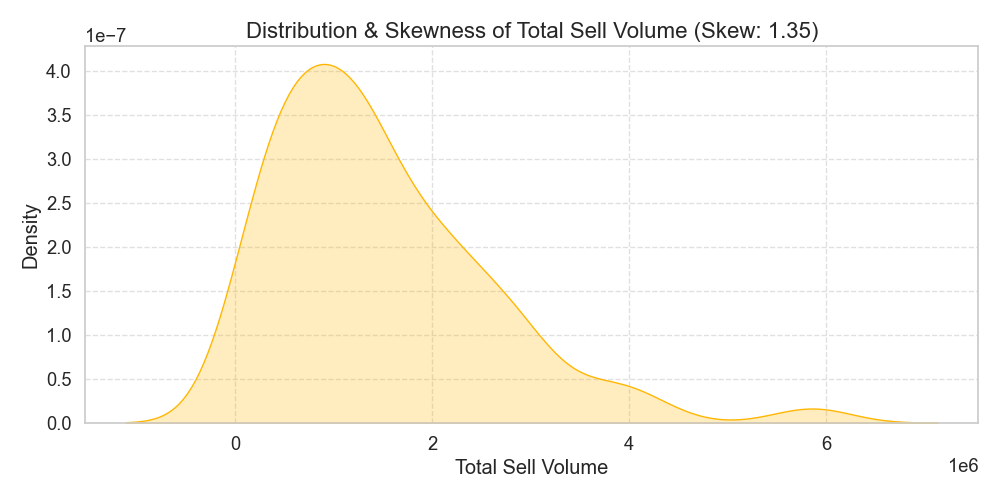 Distribution & Skewness of Total Sell Volume (Skew: 1.35)
1e−7
4.0
3.5
3.0
2.5
2.0
1.5
1.0
0.5
0.0
Density
0 2 4 6
1e6
Total Sell Volume